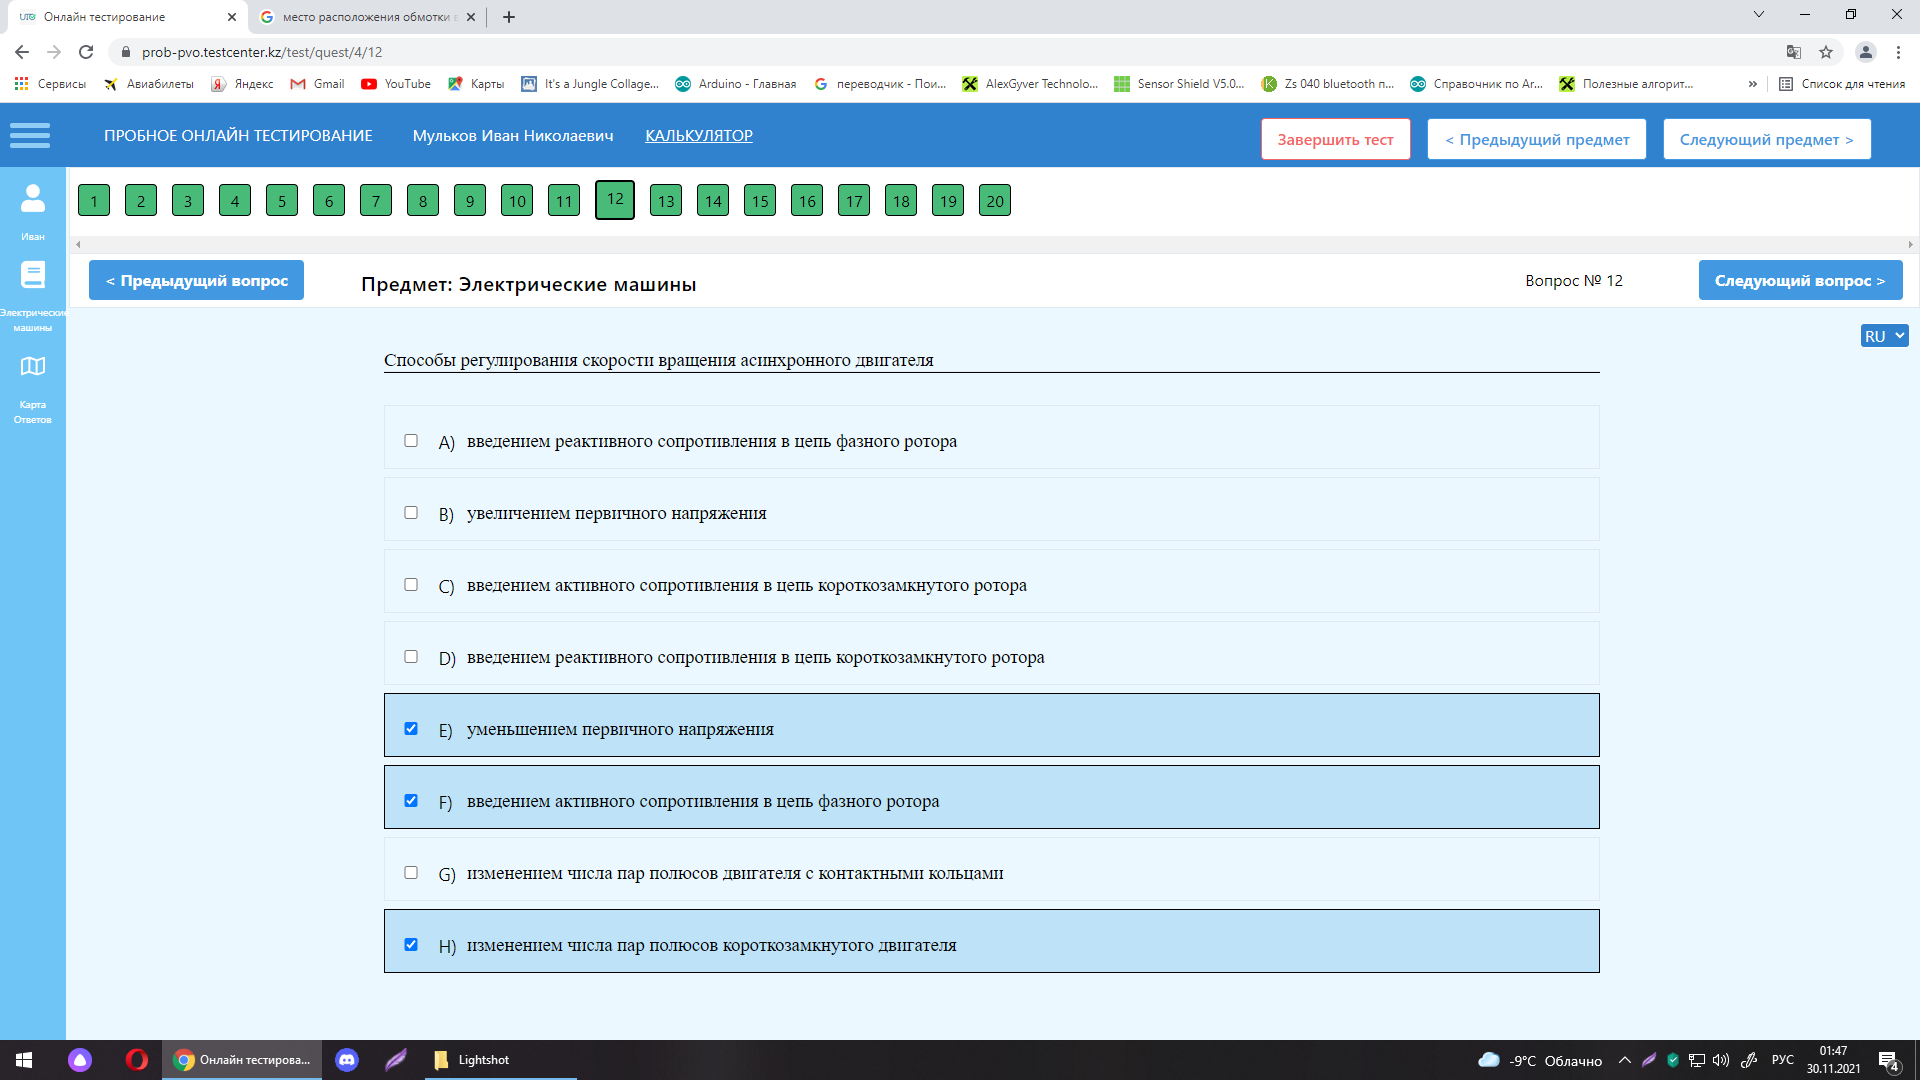 Онлайн тестирование
место расположения обмотки в
prob-pvo.testcenter.kz/test/quest/4/12
Сервисы
Авиабилеты
Яндекс
Gmail
YouTube
Карты
It's a Jungle Collage...
Arduino - Главная
переводчик - Пои...
AlexGyver Technolo...
Sensor Shield V5.0...
Zs 040 bluetooth п...
Справочник по Ar...
Полезные алгорит...
»
Список для чтения
ПРОБНОЕ ОНЛАЙН ТЕСТИРОВАНИЕ
Мульков Иван Николаевич
КАЛЬКУЛЯТОР
Завершить тест
< Предыдущий предмет
Следующий предмет >
1 2 3 4 5 6 7 8 9 10 11 12 13 14 15 16 17 18 19 20
Иван
Электрические
машины
Карта
Ответов
< Предыдущий вопрос
Предмет: Электрические машины
Вопрос № 12
Следующий вопрос >
RU
Способы регулирования скорости вращения асинхронного двигателя
A) введением реактивного сопротивления в цепь фазного ротора
B) увеличением первичного напряжения
C) введением активного сопротивления в цепь короткозамкнутого ротора
D) введением реактивного сопротивления в цепь короткозамкнутого ротора
E) уменьшением первичного напряжения
F) введением активного сопротивления в цепь фазного ротора
G) изменением числа пар полюсов двигателя с контактными кольцами
H) изменением числа пар полюсов короткозамкнутого двигателя
Онлайн тестирова...
Lightshot
-9°C Облачно
РУС
01:47
30.11.2021
4